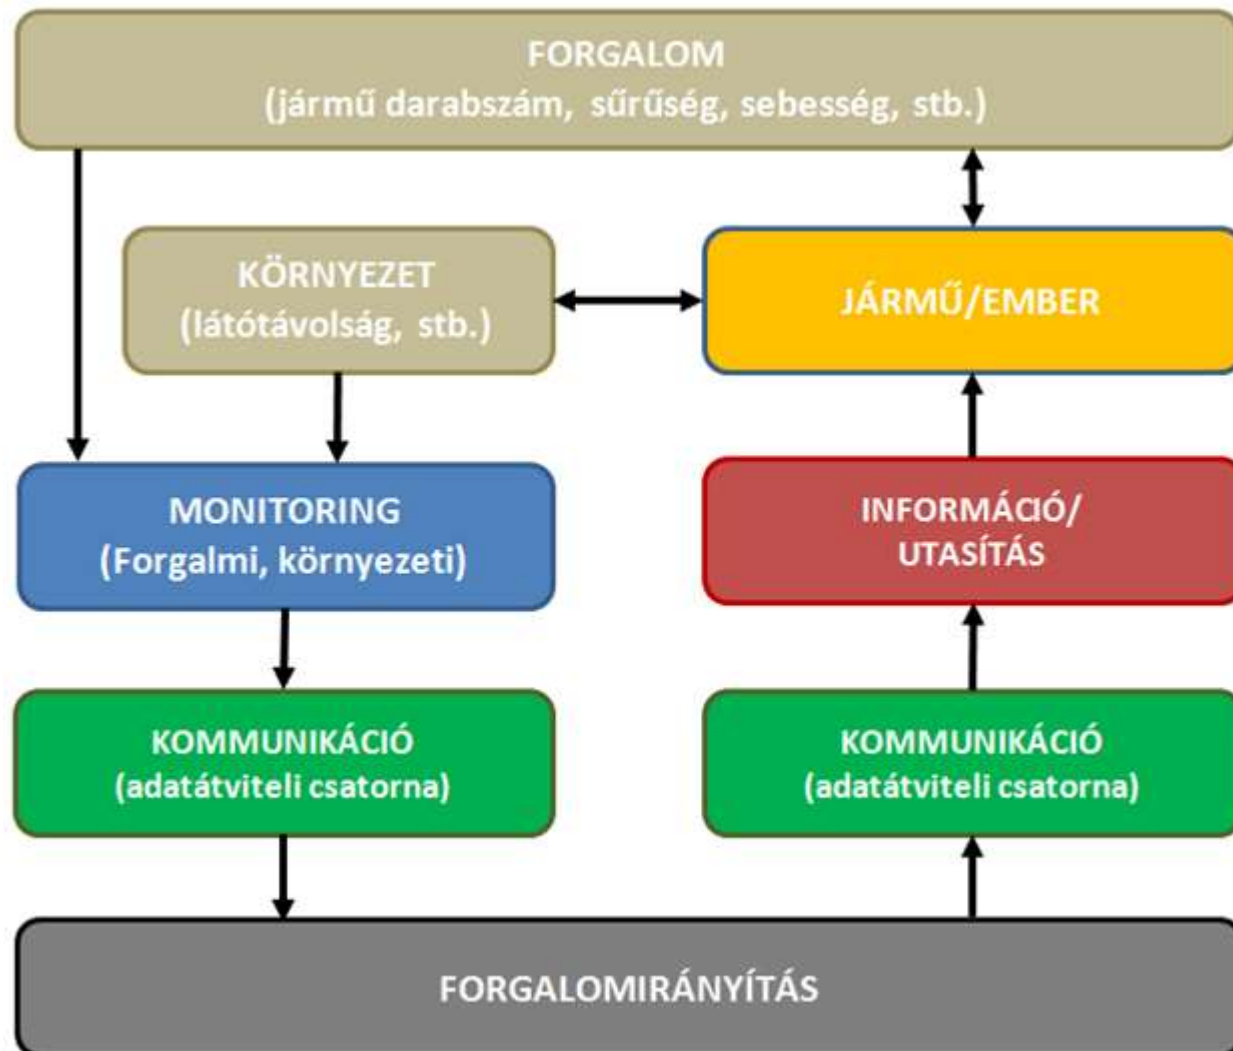 FORGALOM
(jármű darabszám, sűrűség, sebesség, stb.)
KÖRNYEZET
(látótávolság, stb.)
JÁRMŰ/EMBER
MONITORING
(Forgalmi, környezeti)
INFORMÁCIÓ/
UTASÍTÁS
KOMMUNIKÁCIÓ
(adatátviteli csatorna)
KOMMUNIKÁCIÓ
(adatátviteli csatorna)
FORGALOMIRÁNYÍTÁS